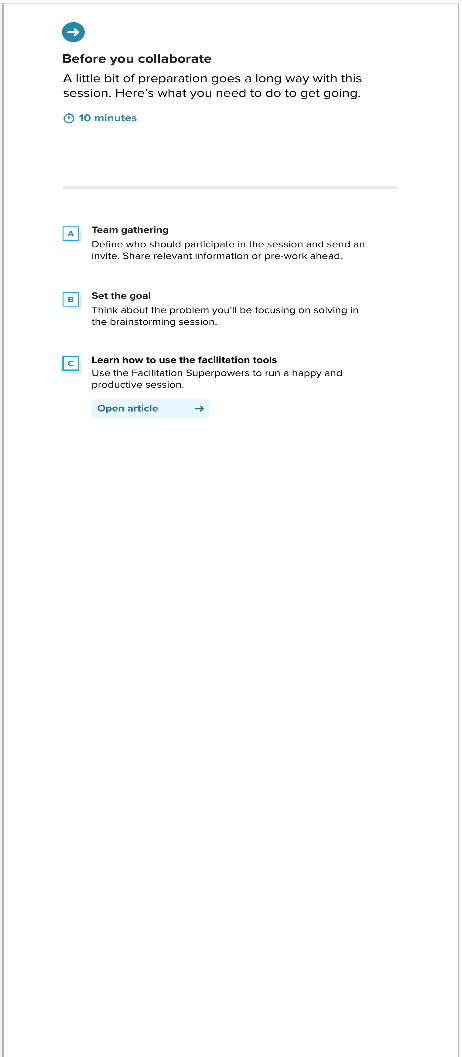 Before you collaborate
A little bit of preparation goes a long way with this
session. Here's what you need to do to get going.
10 minutes
A
Team gathering
Define who should participate in the session and send an
invite. Share relevant information or pre-work ahead.
B
Set the goal
Think about the problem you'll be focusing on solving in
the brainstorming session.
C
Learn how to use the facilitation tools
Use the Facilitation Superpowers to run a happy and
productive session.
Open article